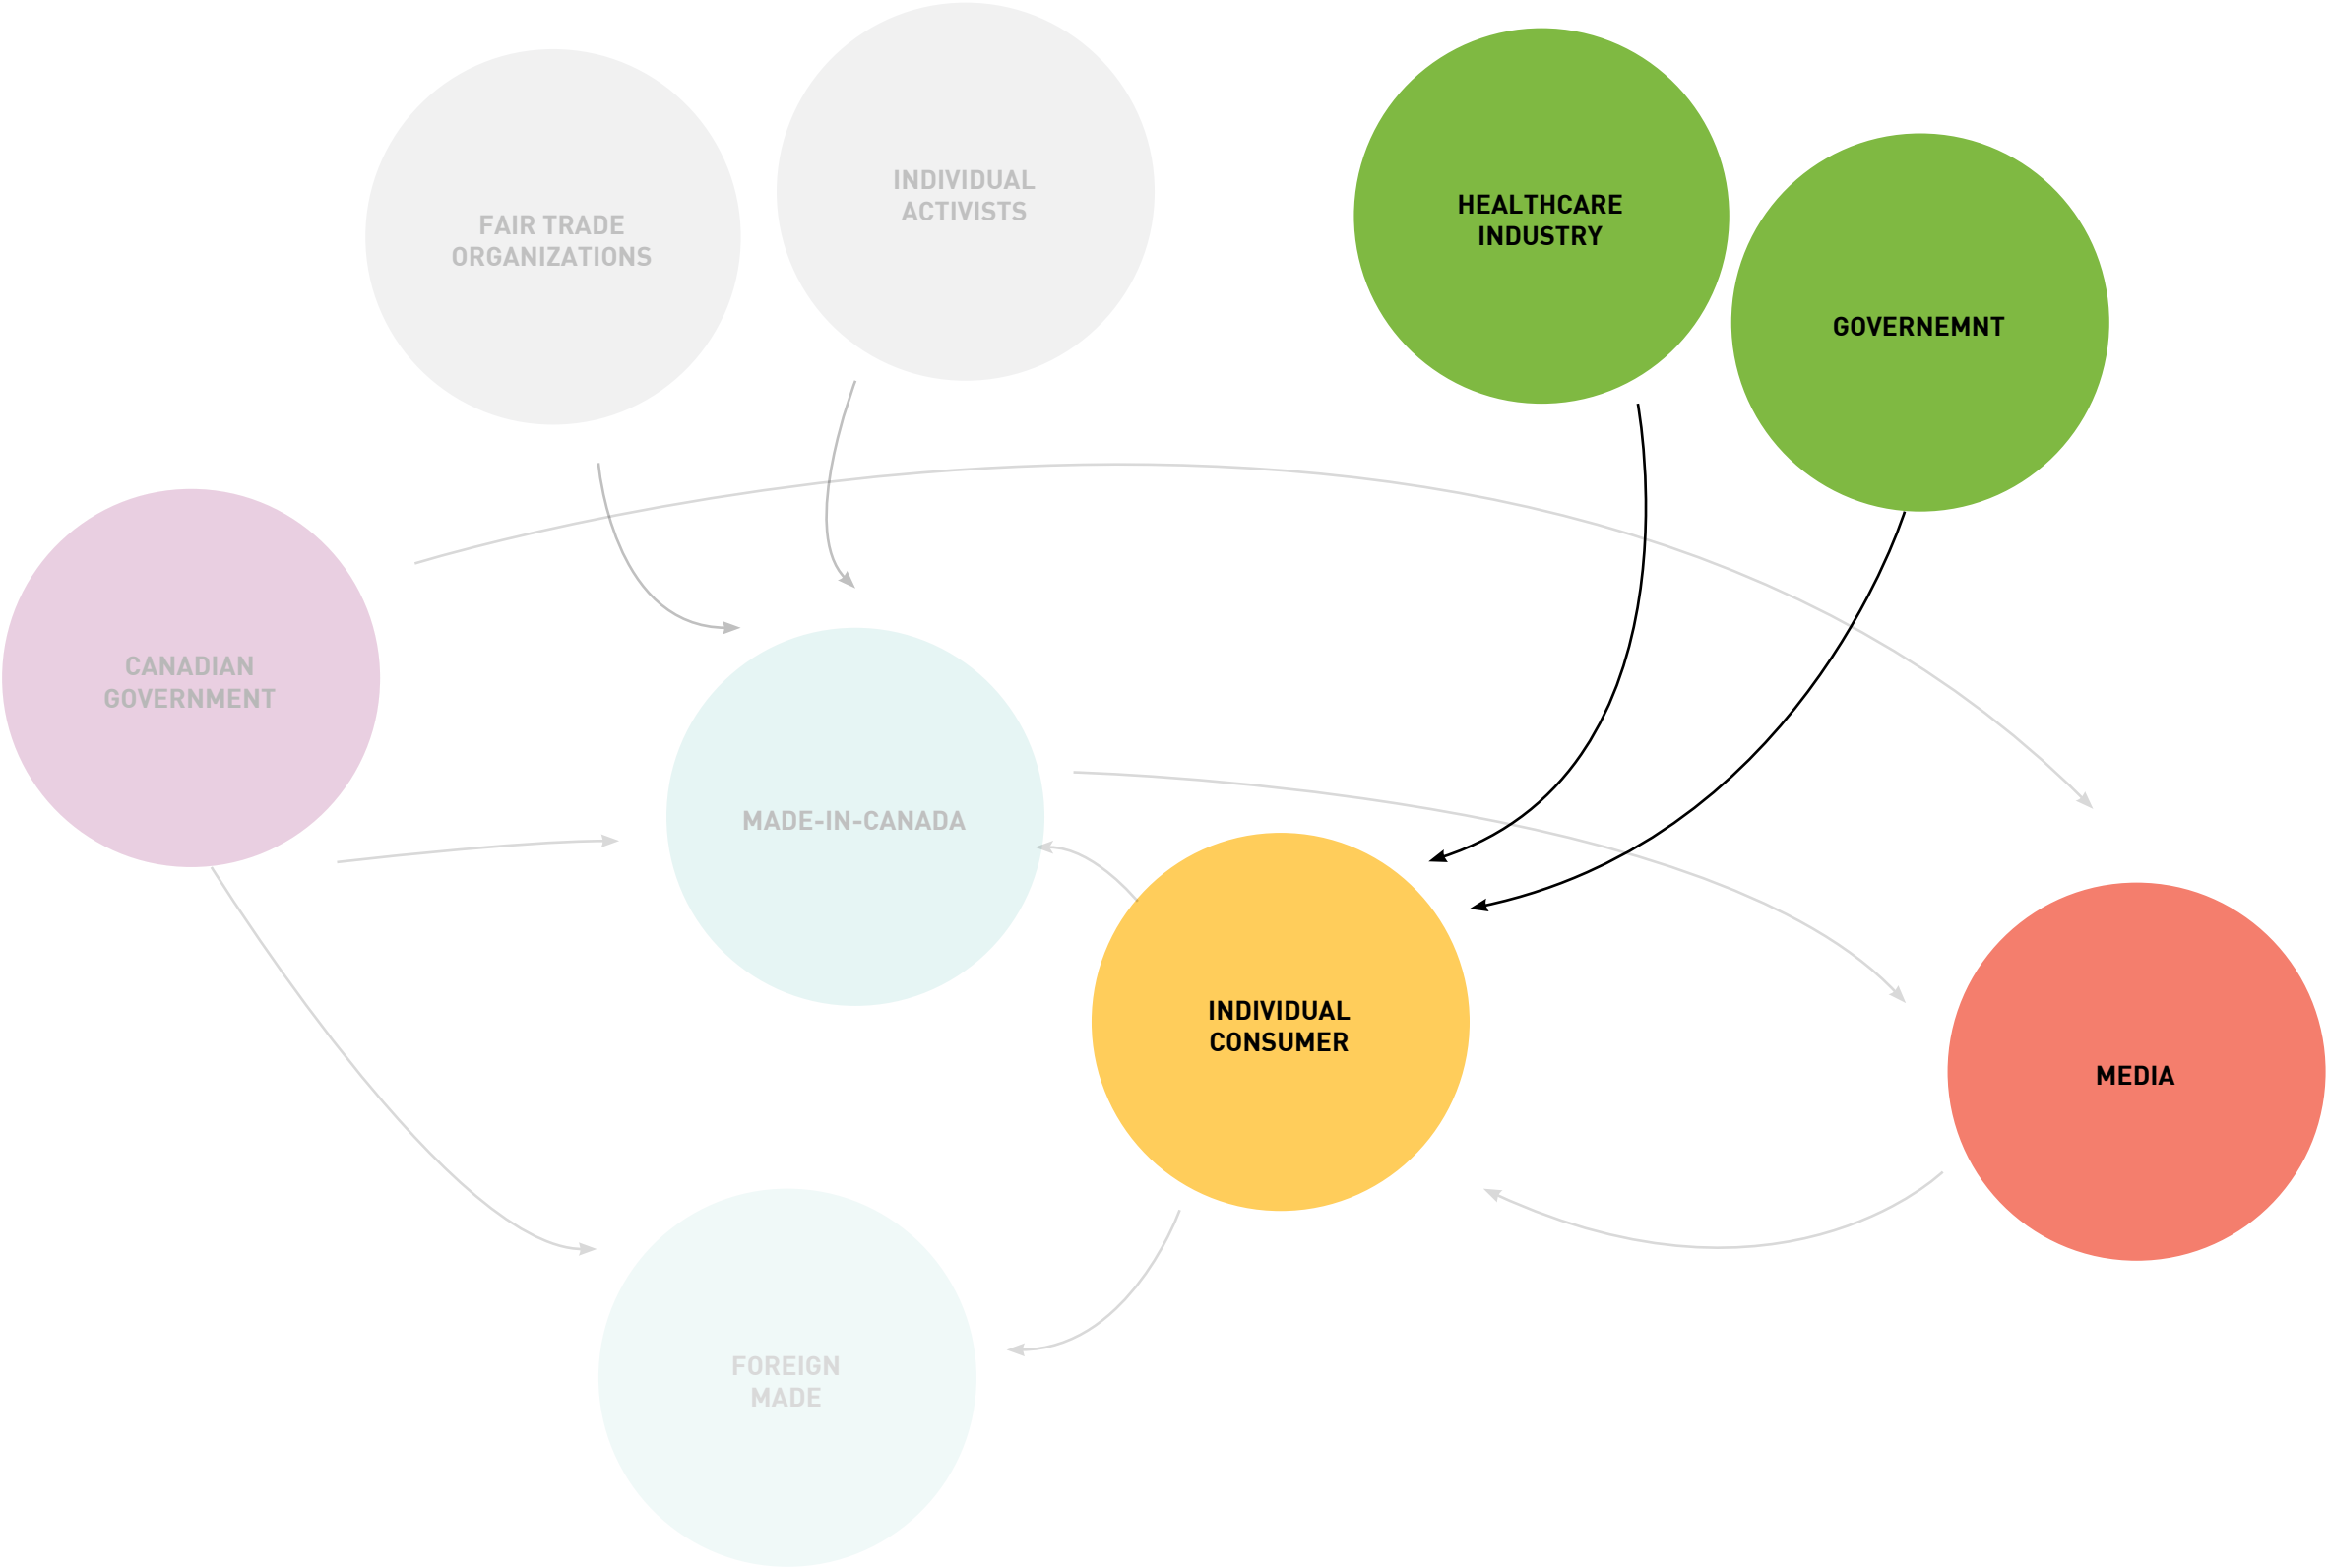 INDIVIDUAL
ACTIVISTS
FAIR TRADE
ORGANIZATIONS
HEALTHCARE
INDUSTRY
GOVERNEMNT
CANADIAN
GOVERNMENT
MADE-IN-CANADA
INDIVIDUAL
CONSUMER
MEDIA
FOREIGN
MADE